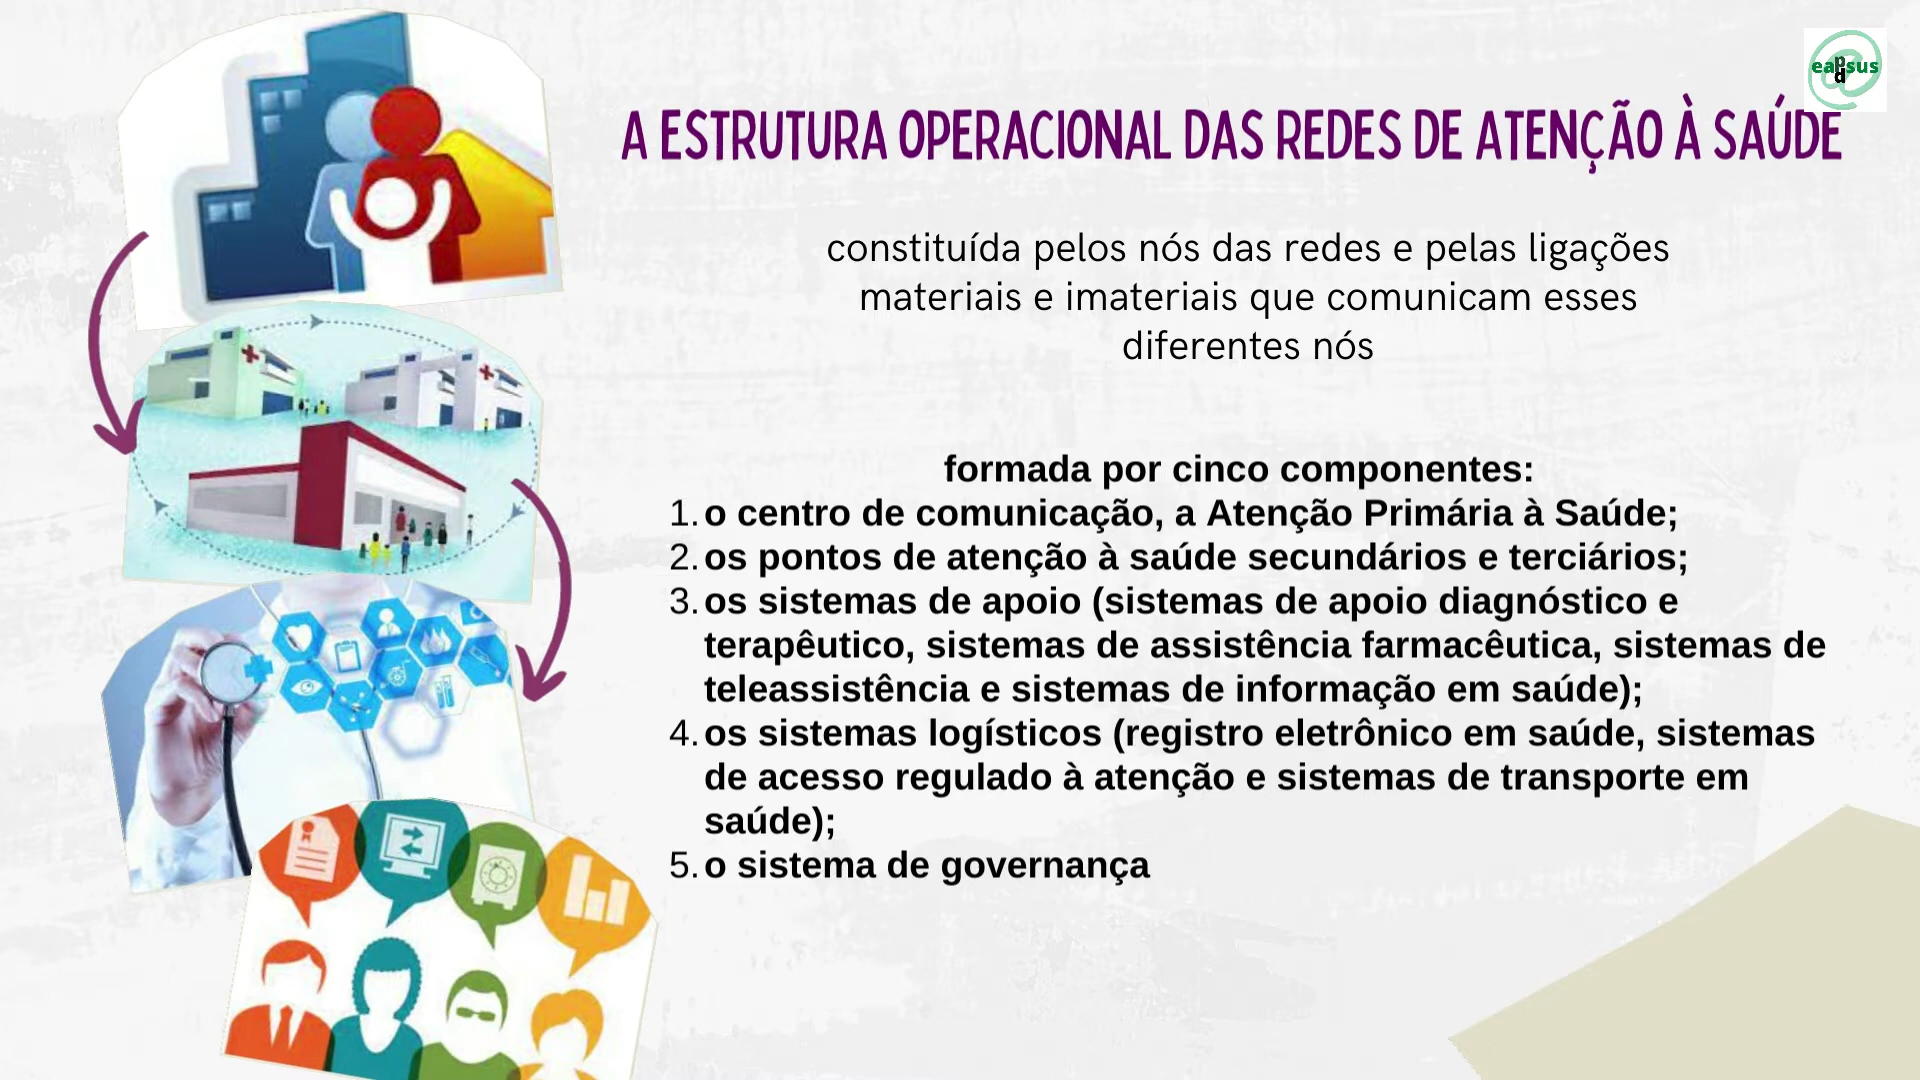 eapdsus
A ESTRUTURA OPERACIONAL DAS REDES DE ATENÇÃO À SAÚDE
constituída pelos nós das redes e pelas ligações
materiais e imateriais que comunicam esses
diferentes nós
formada por cinco componentes:
1. o centro de comunicação, a Atenção Primária à Saúde;
2. os pontos de atenção à saúde secundários e terciários;
3. os sistemas de apoio (sistemas de apoio diagnóstico e
terapêutico, sistemas de assistência farmacêutica, sistemas de
teleassistência e sistemas de informação em saúde);
4. os sistemas logísticos (registro eletrônico em saúde, sistemas
de acesso regulado à atenção e sistemas de transporte em
saúde);
5. o sistema de governança